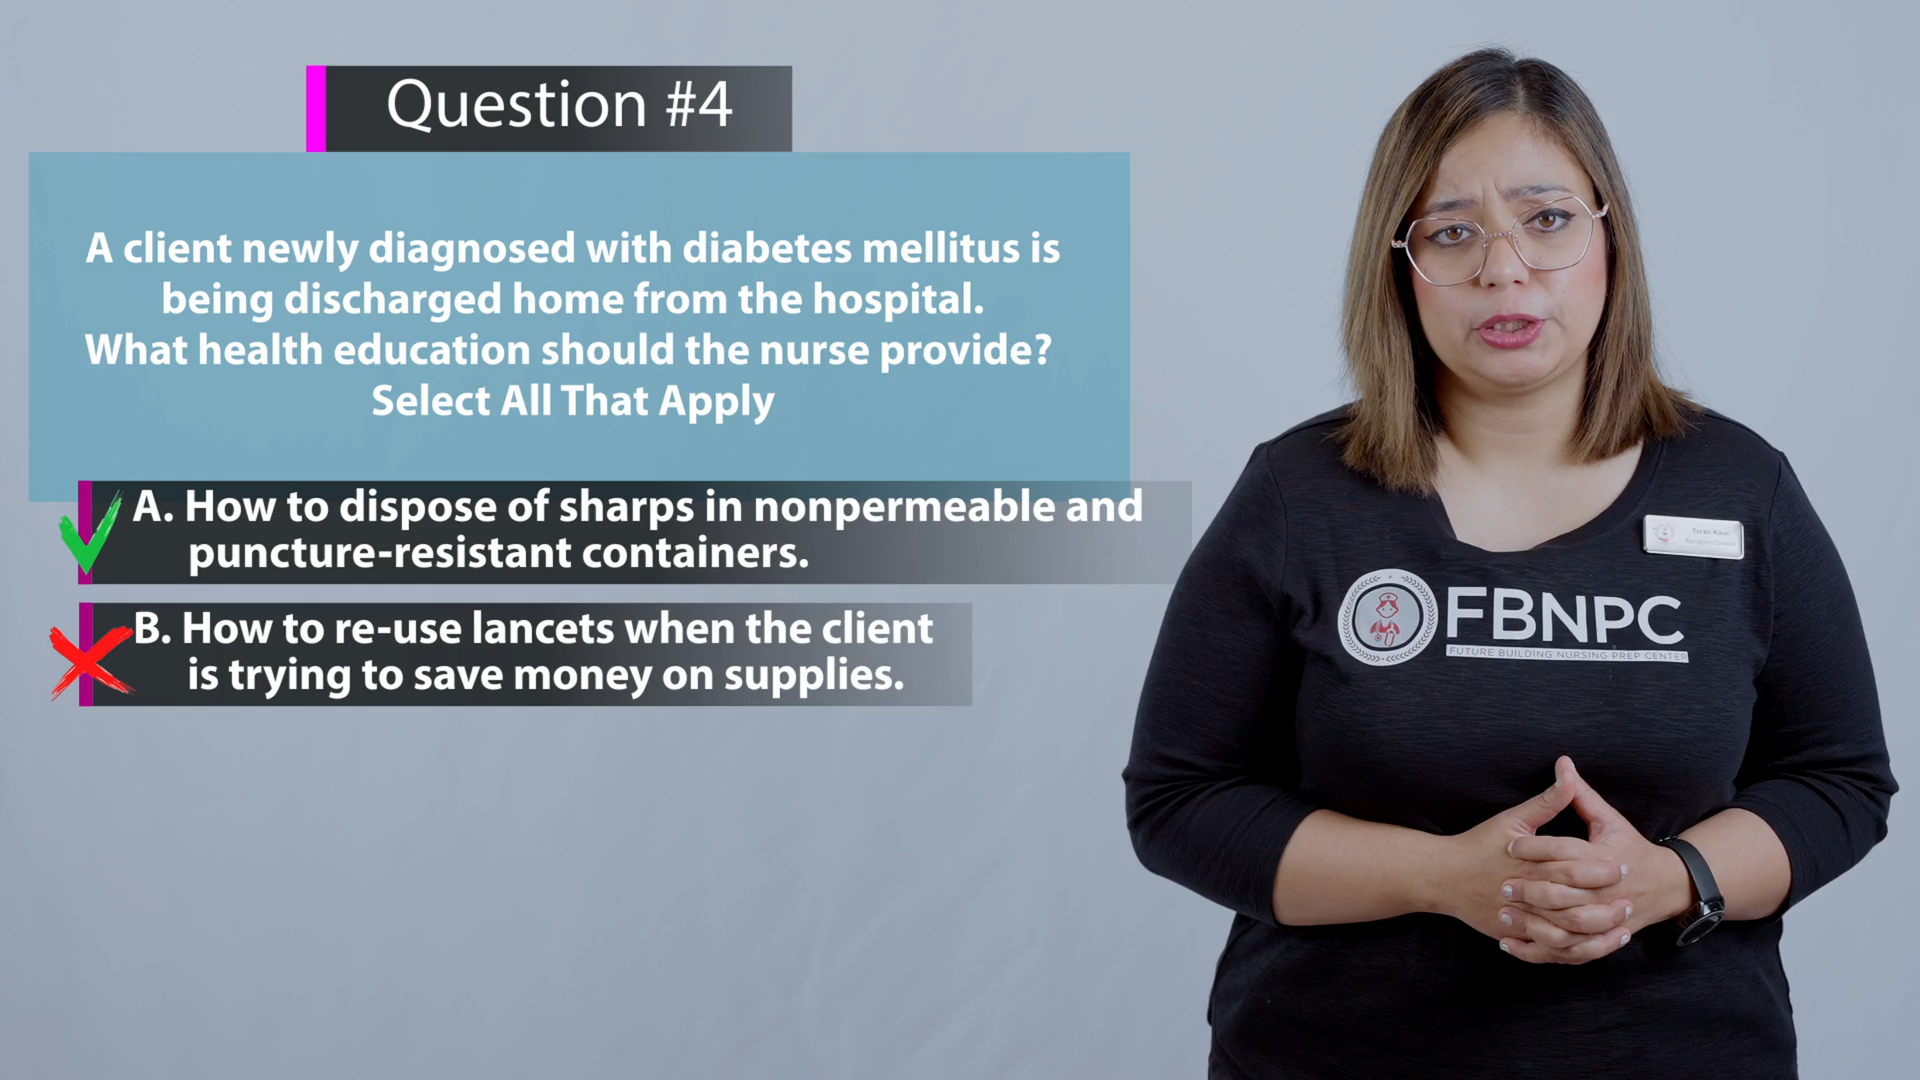 Question #4
A client newly diagnosed with diabetes mellitus is
being discharged home from the hospital.
What health education should the nurse provide?
Select All That Apply
A. How to dispose of sharps in nonpermeable and
puncture-resistant containers.
B. How to re-use lancets when the client
is trying to save money on supplies.
Taran Kaur
FBNPC
FUTURE BUILDING NURSING PREP CENTER